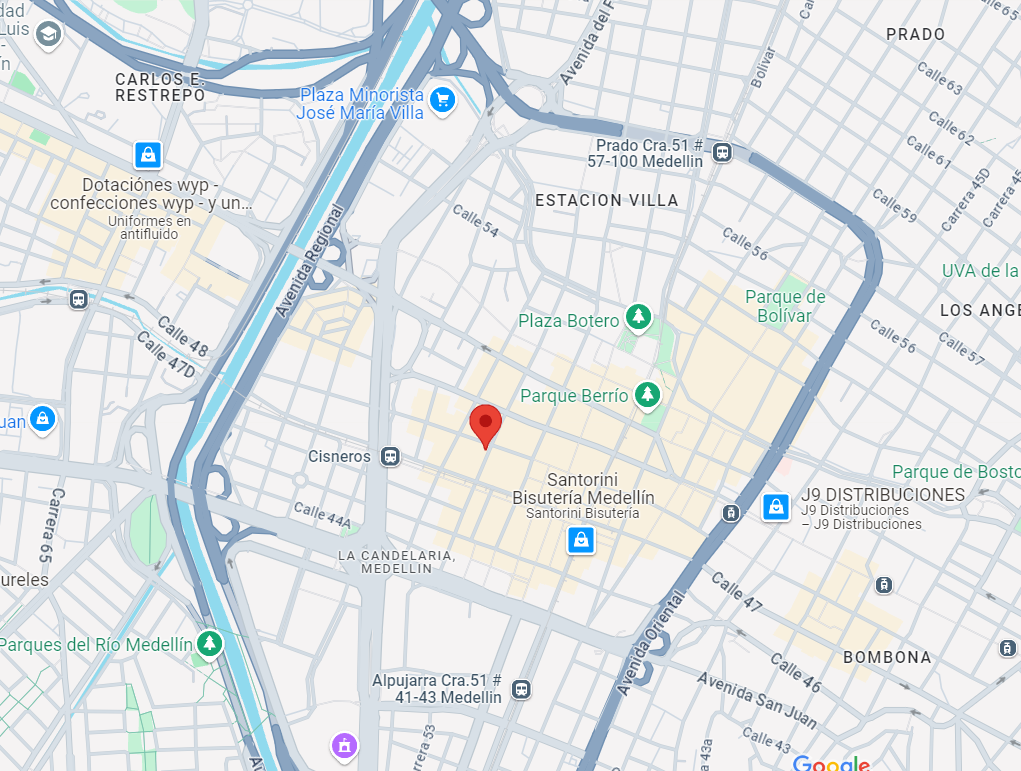 dad
Luis
-
ín
CARLOS E.
RESTREPO
Plaza Minorista
José María Villa
Avenida del F
Bolivar
PRADO
Calle 65
Calle 63
Calle 62
Calle 61
Carrera 45D
Carrera 45
Calle 59
Prado Cra.51 #
57-100 Medellin
Dotaciónes wyp -
confecciones wyp - y un...
Uniformes en
antifluido
ESTACION VILLA
Calle 54
Calle 56
Avenida Regional
UVA de la
Parque de
Bolívar
LOS ANGE
Plaza Botero
Calle 48
Calle 47D
Calle 56
Calle 57
Parque Berrío
uan
Cisneros
Santorini
Bisutería Medellín
Santorini Bisutería
Parque de Bosto
J9 DISTRIBUCIONES
J9 Distribuciones
– J9 Distribuciones
Carrera 65
Calle 44A
LA CANDELARIA,
MEDELLIN
ureles
Calle 47
Avenida Oriental
Parques del Río Medellín
BOMBONA
Calle 46
Alpujarra Cra.51 #
41-43 Medellin
Avenida San Juan
Carrera 53
Calle 43
43a
Google